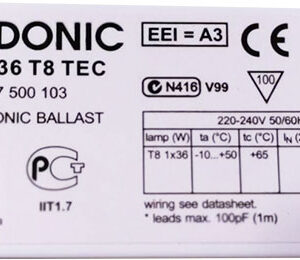 DONIC
36 T8 TEC
7 500 103
ONIC BALLAST
EEI = A3
CE
N416 V99
100
PCT
IIT1.7
220-240V 50/60H
lamp (W) ta (°C) tc (°C)
T8 1x36 -10...+50 +65
wiring see datasheet.
* leads max. 100pF (1m)